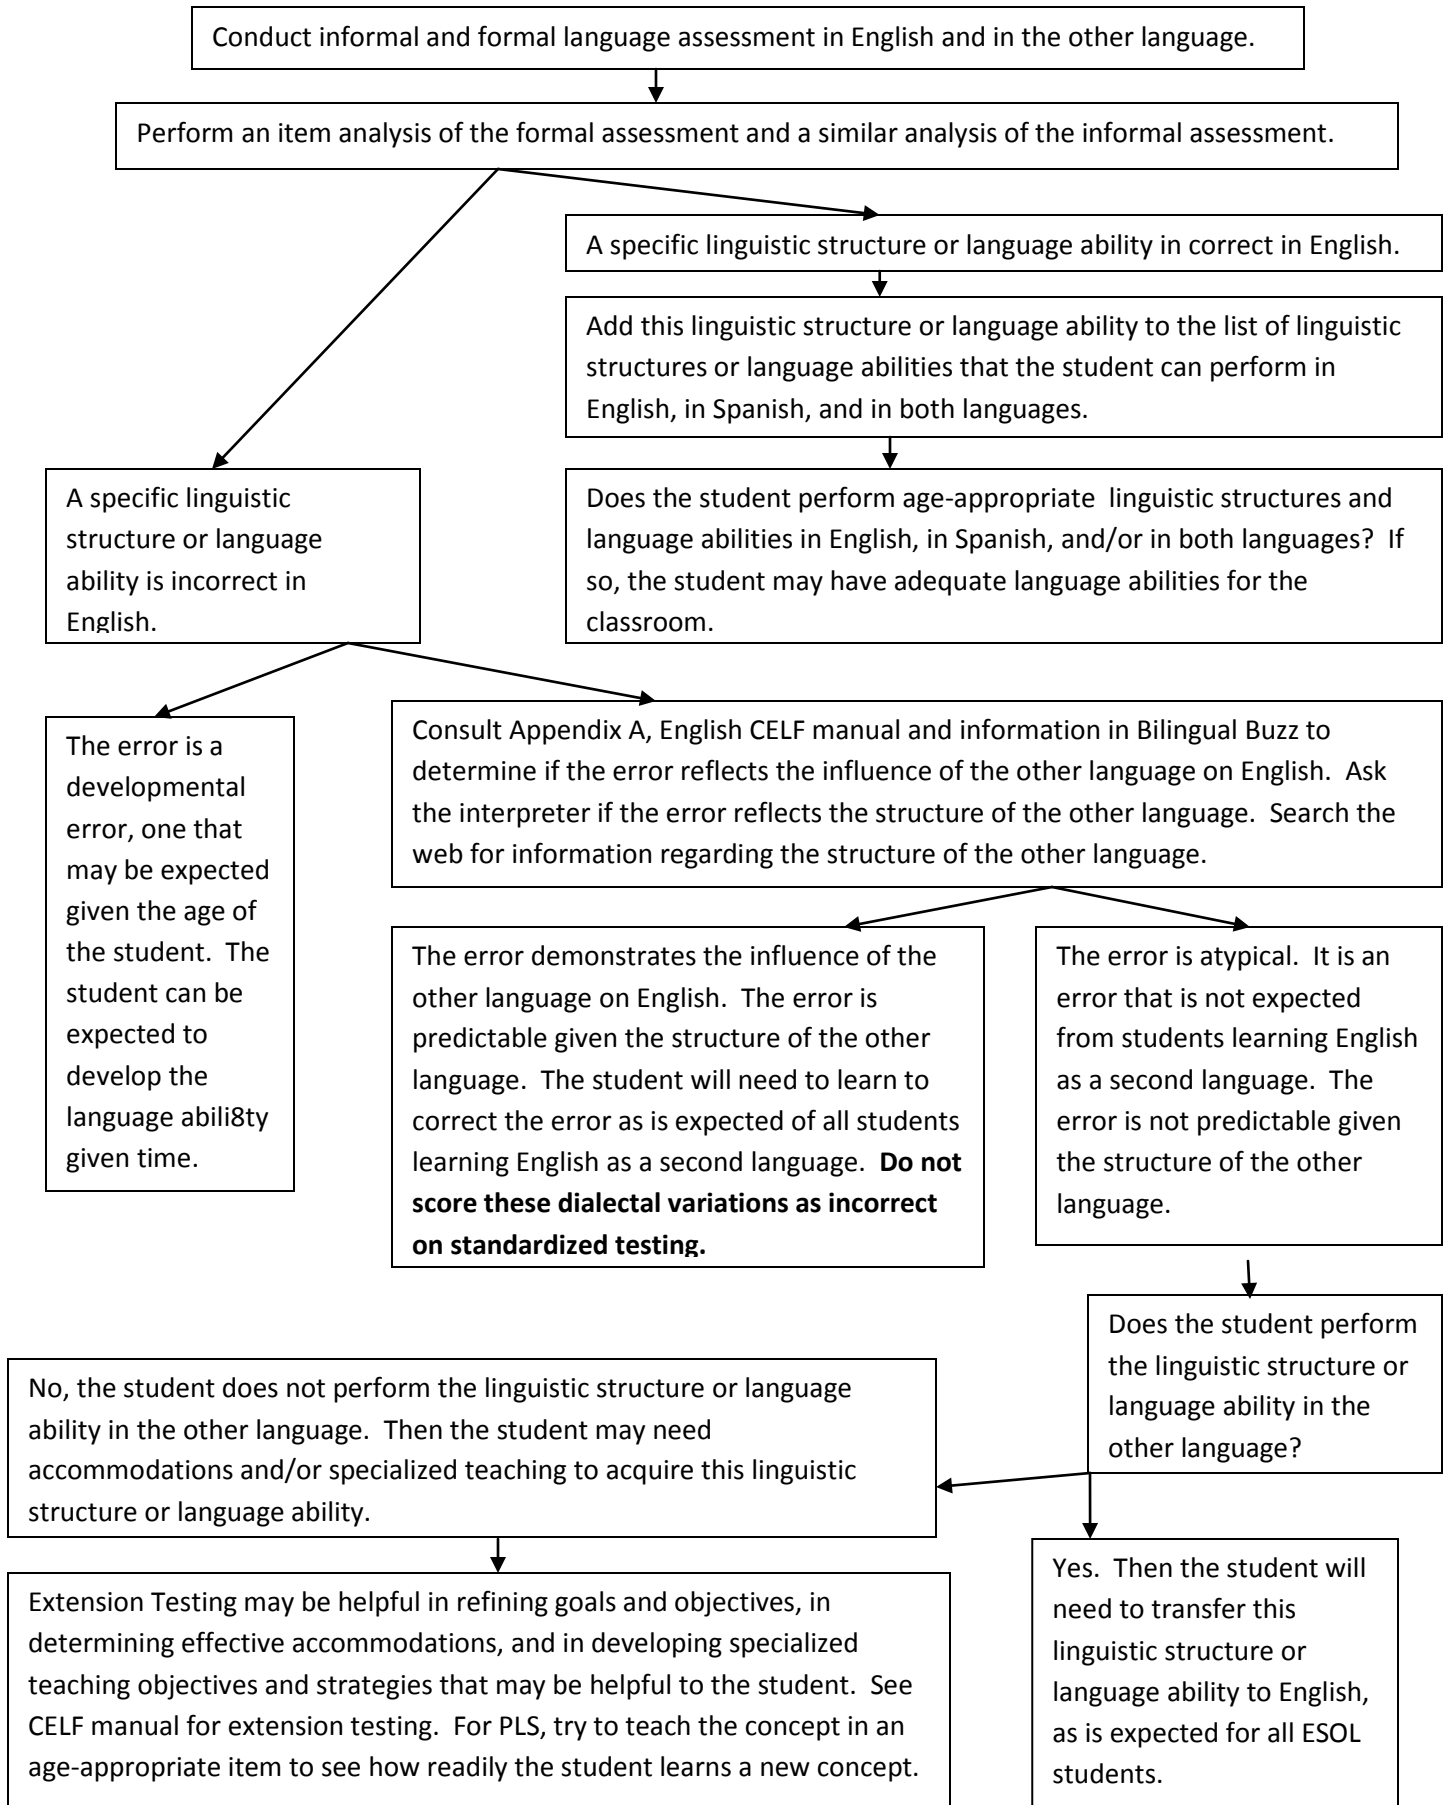 Conduct informal and formal language assessment in English and in the other language.
Perform an item analysis of the formal assessment and a similar analysis of the informal assessment.
A specific linguistic structure or language ability in correct in English.
Add this linguistic structure or language ability to the list of linguistic
structures or language abilities that the student can perform in
English, in Spanish, and in both languages.
Does the student perform age-appropriate linguistic structures and
language abilities in English, in Spanish, and/or in both languages? If
so, the student may have adequate language abilities for the
classroom.
A specific linguistic
structure or language
ability is incorrect in
English.
The error is a
developmental
error, one that
may be expected
given the age of
the student. The
student can be
expected to
develop the
language abili8ty
given time.
Consult Appendix A, English CELF manual and information in Bilingual Buzz to
determine if the error reflects the influence of the other language on English. Ask
the interpreter if the error reflects the structure of the other language. Search the
web for information regarding the structure of the other language.
The error demonstrates the influence of the
other language on English. The error is
predictable given the structure of the other
language. The student will need to learn to
correct the error as is expected of all students
learning English as a second language. Do not
score these dialectal variations as incorrect
on standardized testing.
The error is atypical. It is an
error that is not expected
from students learning English
as a second language. The
error is not predictable given
the structure of the other
language.
Does the student perform
the linguistic structure or
language ability in the
other language?
No, the student does not perform the linguistic structure or language
ability in the other language. Then the student may need
accommodations and/or specialized teaching to acquire this linguistic
structure or language ability.
Extension Testing may be helpful in refining goals and objectives, in
determining effective accommodations, and in developing specialized
teaching objectives and strategies that may be helpful to the student. See
CELF manual for extension testing. For PLS, try to teach the concept in an
age-appropriate item to see how readily the student learns a new concept.
Yes. Then the student will
need to transfer this
linguistic structure or
language ability to English,
as is expected for all ESOL
students.